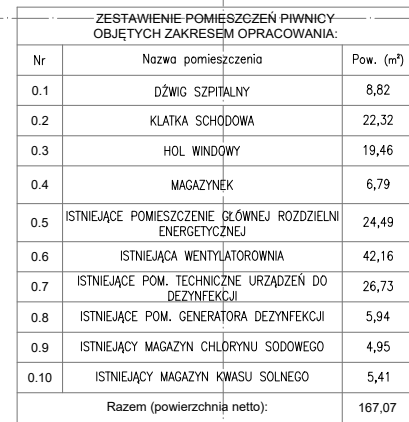 ZESTAWIENIE POMIESZCZEŃ PIWNICY
OBJĘTYCH ZAKRESEM OPRACOWANIA:
Nr Nazwa pomieszczenia Pow. (m²)
0.1 DŹWIG SZPITALNY 8,82
0.2 KLATKA SCHODOWA 22,32
0.3 HOL WINDOWY 19,46
0.4 MAGAZYNEK 6,79
0.5 ISTNIEJĄCE POMIESZCZENIE GŁÓWNEJ ROZDZIELNI
ENERGETYCZNEJ 24,49
0.6 ISTNIEJĄCA WENTYLATOROWNIA 42,16
0.7 ISTNIEJĄCE POM. TECHNICZNE URZĄDZEŃ DO
DEZYNFEKCJI 26,73
0.8 ISTNIEJĄCE POM. GENERATORA DEZYNFEKCJI 5,94
0.9 ISTNIEJĄCY MAGAZYN CHLORYNU SODOWEGO 4,95
0.10 ISTNIEJĄCY MAGAZYN KWASU SOLNEGO 5,41
Razem (powierzchnia netto): 167,07